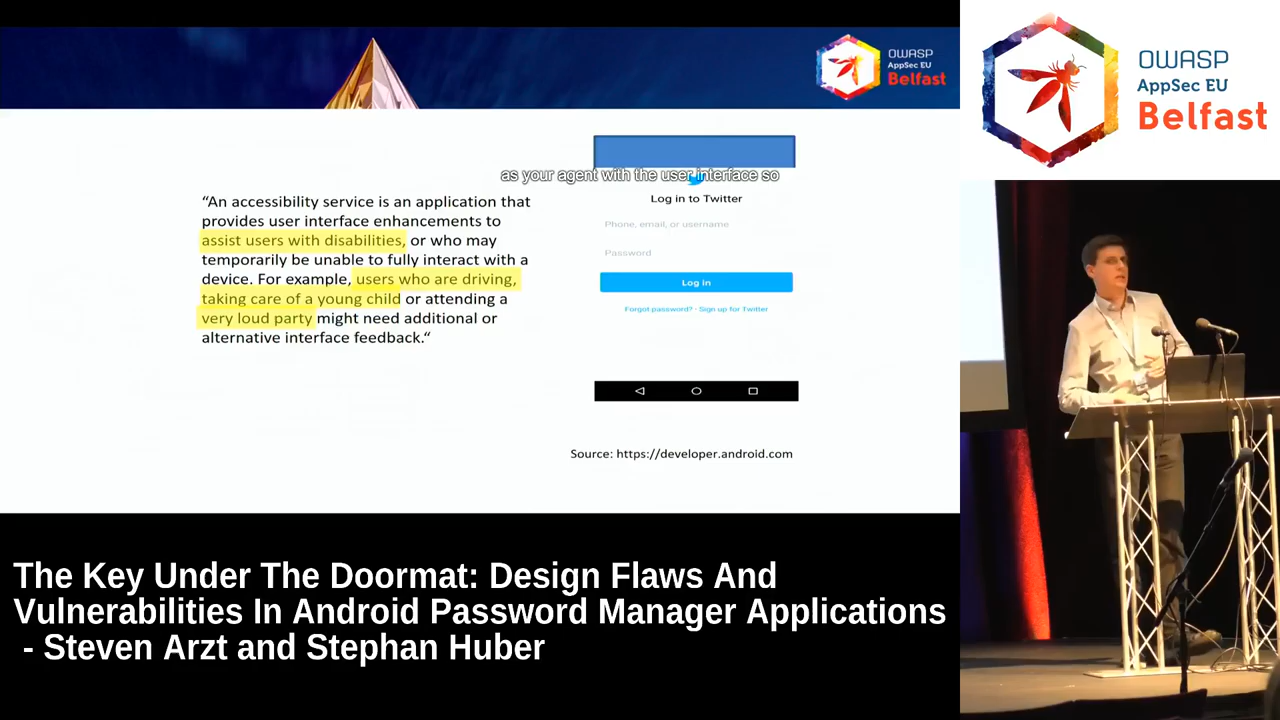 OWASP
AppSec EU
Belfast
OWASP
AppSec EU
Belfast
as your agent with the user interface so
Log in to Twitter
“An accessibility service is an application that
provides user interface enhancements to
assist users with disabilities, or who may
temporarily be unable to fully interact with a
device. For example, users who are driving,
taking care of a young child or attending a
very loud party might need additional or
alternative interface feedback.“
Phone, email, or username
Password
Log in
Forgot password? · Sign up for Twitter
Source: https://developer.android.com
The Key Under The Doormat: Design Flaws And
Vulnerabilities In Android Password Manager Applications
- Steven Arzt and Stephan Huber